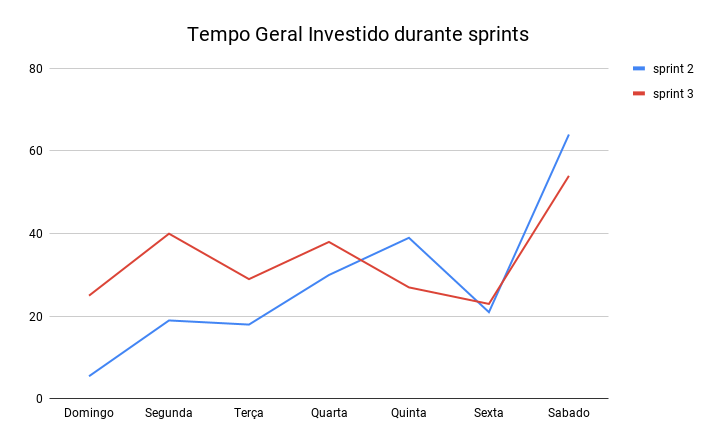 Tempo Geral Investido durante sprints
80
60
40
20
0
Domingo
Segunda
Terça
Quarta
Quinta
Sexta
Sabado
sprint 2
sprint 3